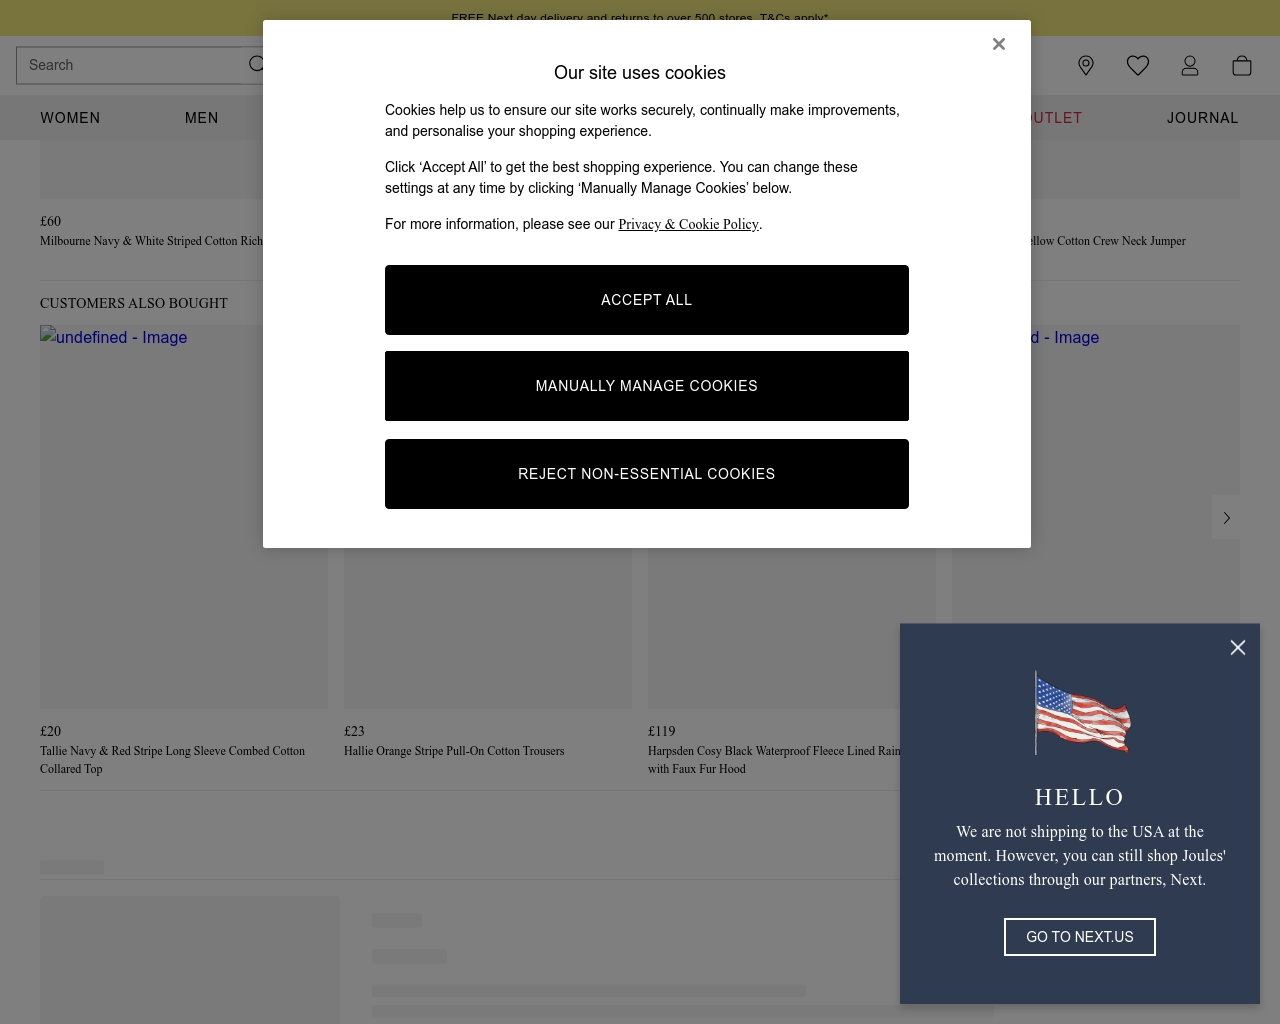 FREE Next day delivery and returns to over 500 stores. T&Cs apply*
Search
WOMEN
MEN
OUTLET
JOURNAL
Our site uses cookies
Cookies help us to ensure our site works securely, continually make improvements,
and personalise your shopping experience.
Click ‘Accept All’ to get the best shopping experience. You can change these
settings at any time by clicking ‘Manually Manage Cookies’ below.
For more information, please see our Privacy & Cookie Policy.
ACCEPT ALL
MANUALLY MANAGE COOKIES
REJECT NON-ESSENTIAL COOKIES
£60
Milbourne Navy & White Striped Cotton Rich
Cotton Crew Neck Jumper
CUSTOMERS ALSO BOUGHT
undefined - Image
- Image
£20
Tallie Navy & Red Stripe Long Sleeve Combed Cotton
Collared Top
£23
Hallie Orange Stripe Pull-On Cotton Trousers
£119
Harpsden Cosy Black Waterproof Fleece Lined Rain
with Faux Fur Hood
HELLO
We are not shipping to the USA at the
moment. However, you can still shop Joules'
collections through our partners, Next.
GO TO NEXT.US